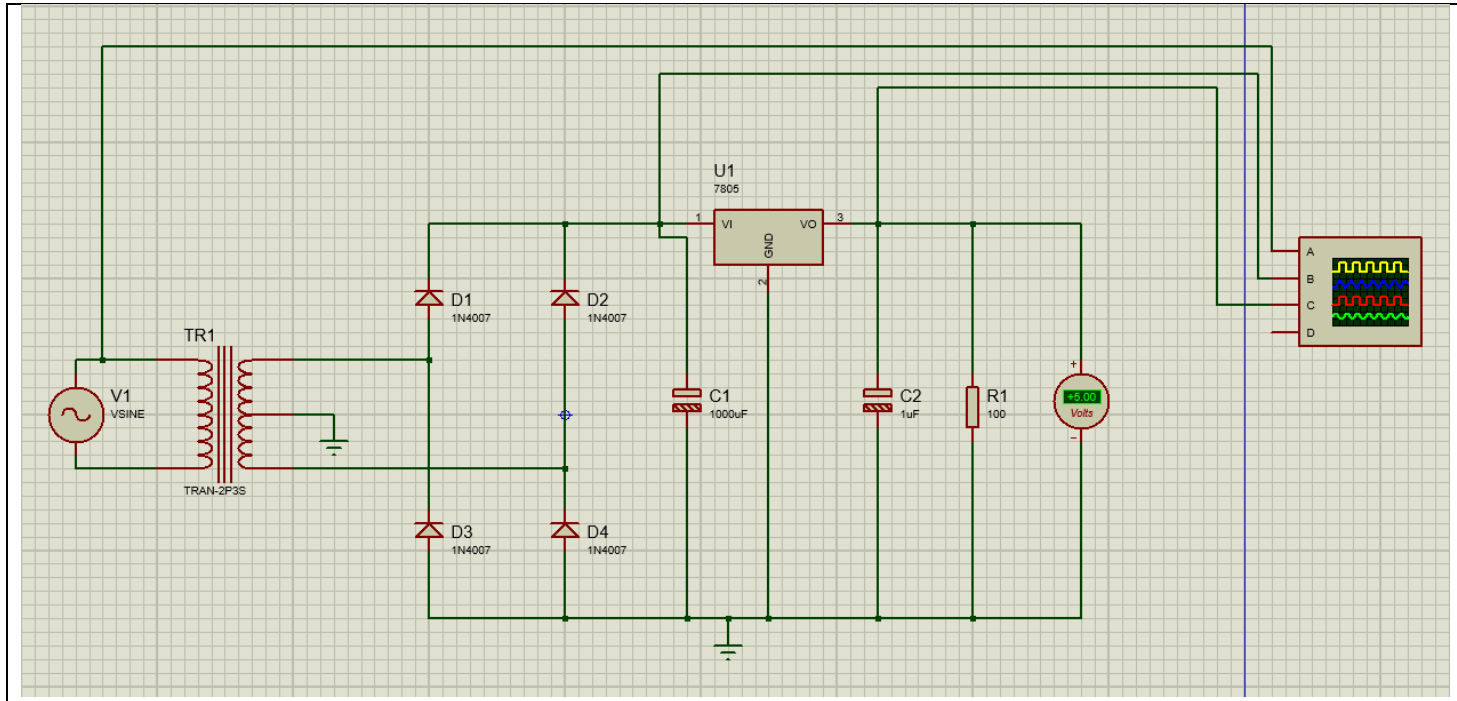 U1
7805
1
VI
VO
3
GND
2
A
B
C
D
D1
1N4007
D2
1N4007
TR1
V1
VSINE
TRAN-2P3S
C1
1000uF
C2
1uF
R1
100
+
+5.00
Volts
−
D3
1N4007
D4
1N4007